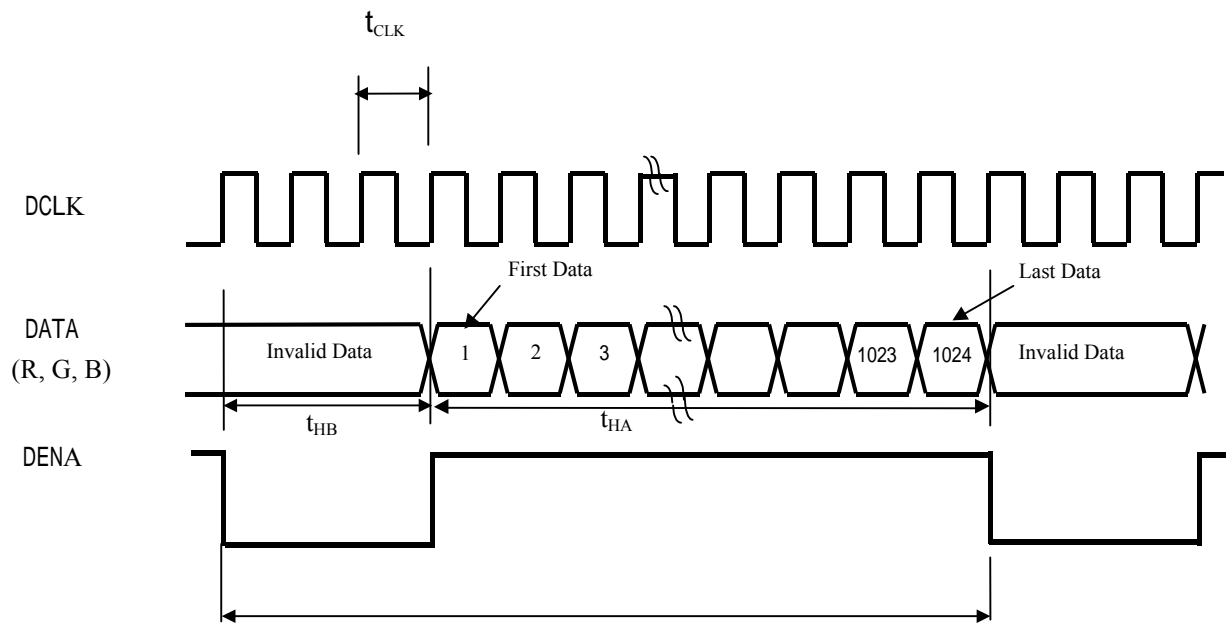 tCLK
DCLK
First Data
Last Data
DATA
(R, G, B)
Invalid Data
1
2
3
1023
1024
Invalid Data
tHB
tHA
DENA